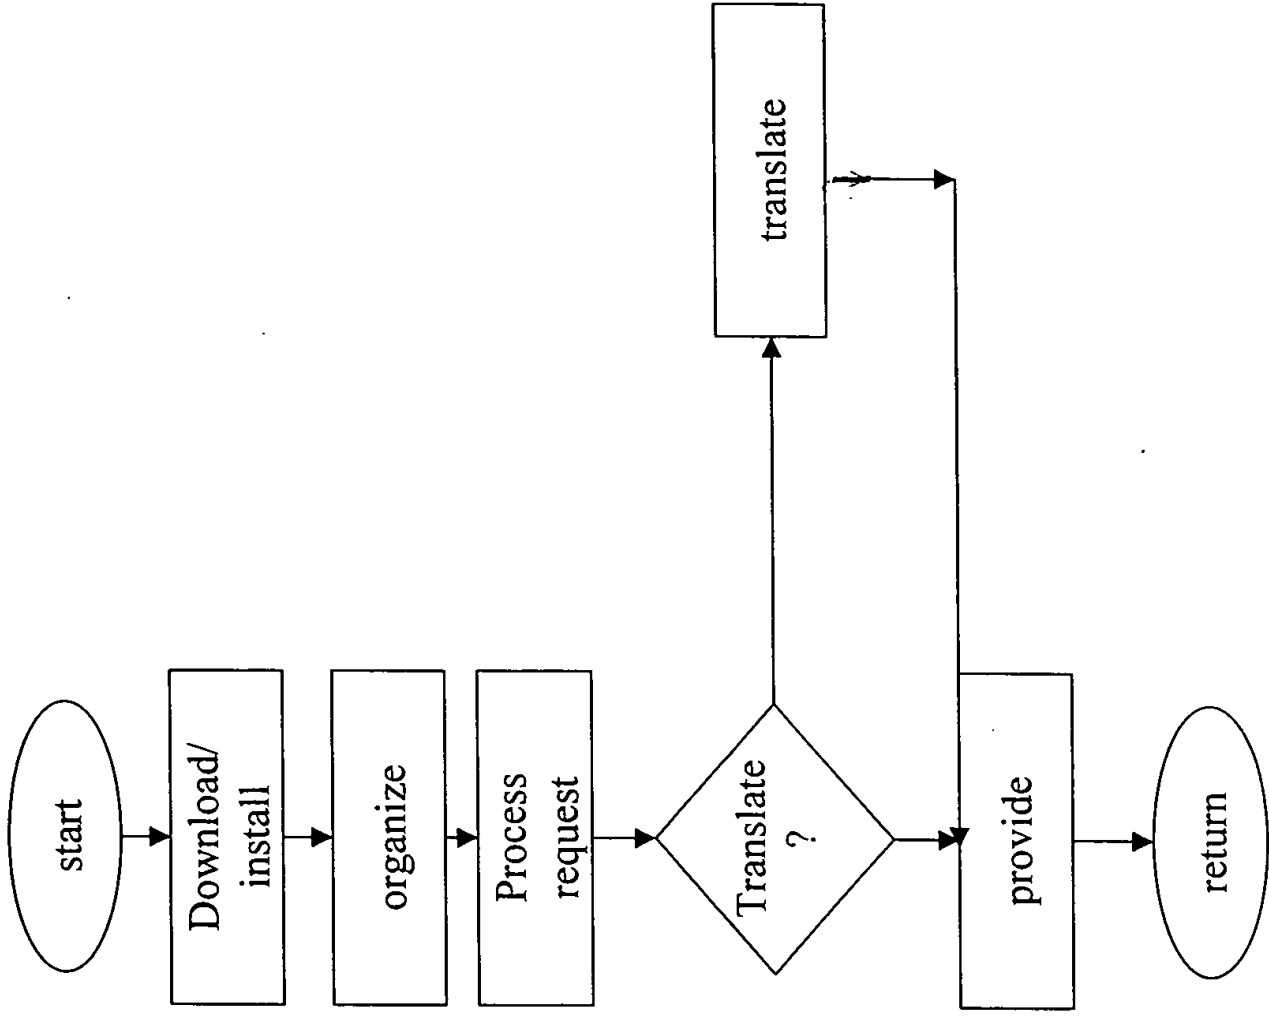 start
Download/
install
organize
Process
request
Translate
?
translate
provide
return